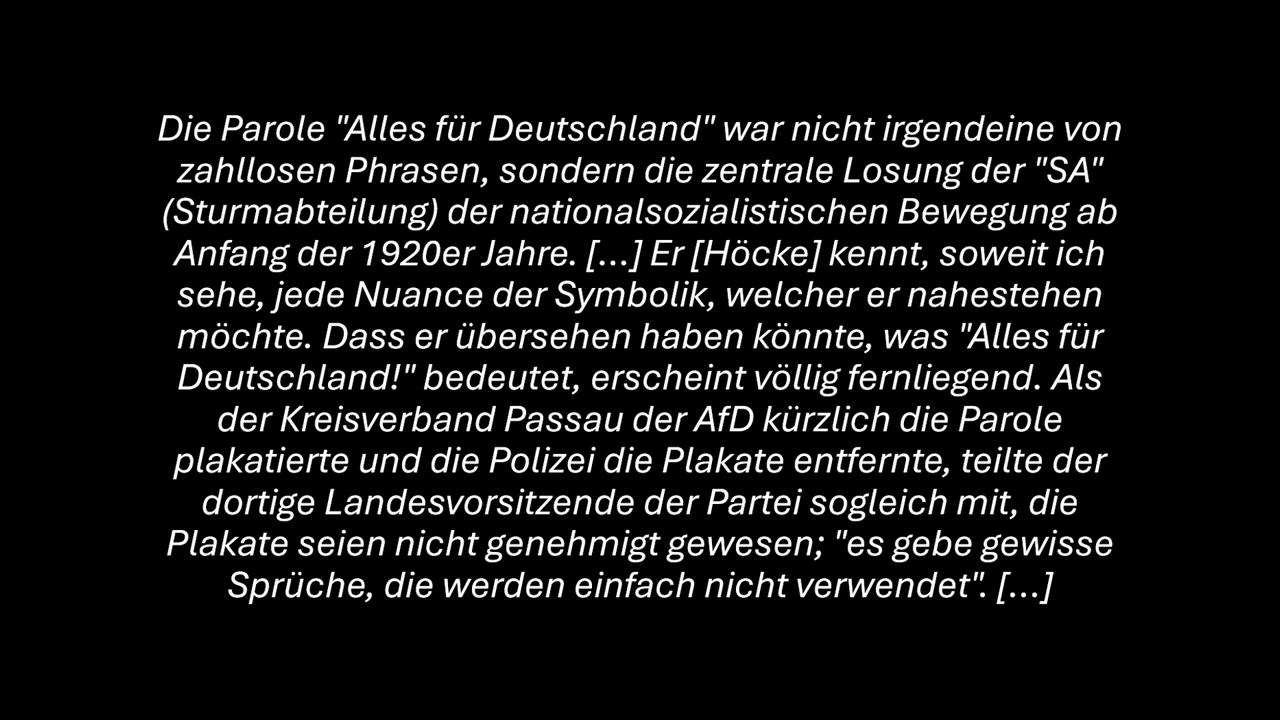 Die Parole "Alles für Deutschland" war nicht irgendeine von
zahllosen Phrasen, sondern die zentrale Losung der "SA"
(Sturmabteilung) der nationalsozialistischen Bewegung ab
Anfang der 1920er Jahre. [...] Er [Höcke] kennt, soweit ich
sehe, jede Nuance der Symbolik, welcher er nahestehen
möchte. Dass er übersehen haben könnte, was "Alles für
Deutschland!" bedeutet, erscheint völlig fernliegend. Als
der Kreisverband Passau der AfD kürzlich die Parole
plakatierte und die Polizei die Plakate entfernte, teilte der
dortige Landesvorsitzende der Partei sogleich mit, die
Plakate seien nicht genehmigt gewesen; "es gebe gewisse
Sprüche, die werden einfach nicht verwendet". [...]